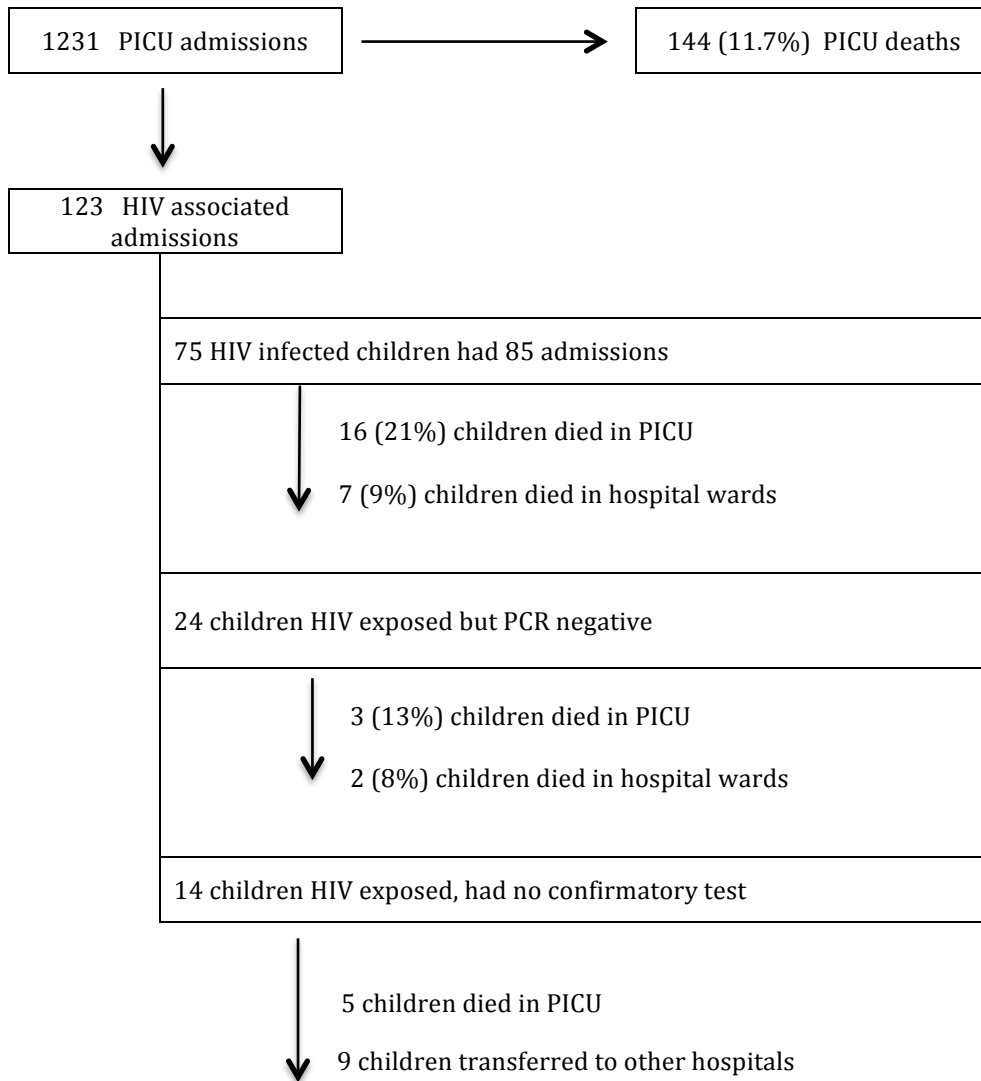 1231 PICU admissions
144 (11.7%) PICU deaths
123 HIV associated
admissions
75 HIV infected children had 85 admissions
16 (21%) children died in PICU
7 (9%) children died in hospital wards
24 children HIV exposed but PCR negative
3 (13%) children died in PICU
2 (8%) children died in hospital wards
14 children HIV exposed, had no confirmatory test
5 children died in PICU
9 children transferred to other hospitals